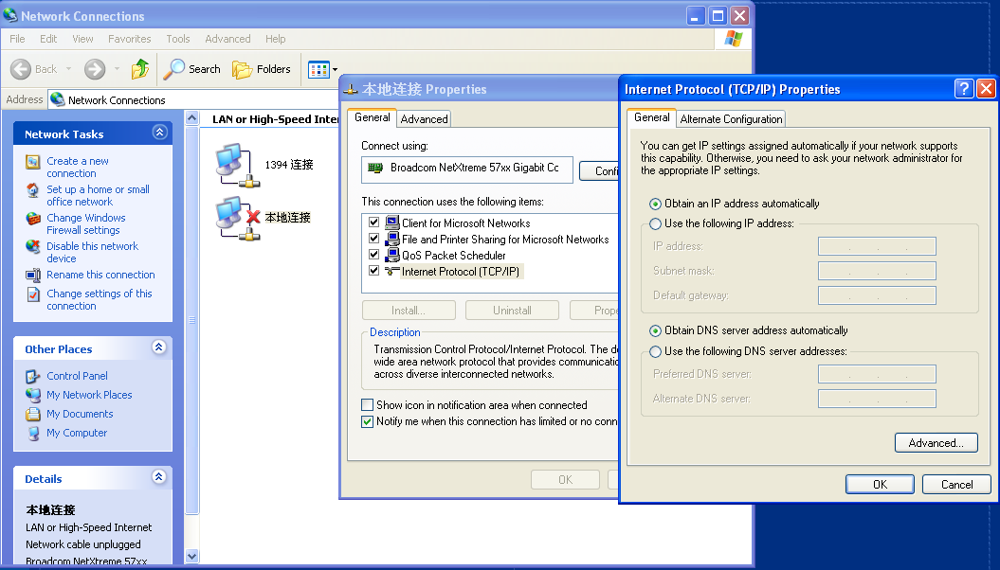 Network Connections
File Edit View Favorites Tools Advanced Help
Back Search Folders
Address Network Connections
Network Tasks
Create a new
connection
Set up a home or small
office network
Change Windows
Firewall settings
Disable this network
device
Rename this connection
Change settings of this
connection
Other Places
Control Panel
My Network Places
My Documents
My Computer
Details
本地连接
LAN or High-Speed Internet
Network cable unplugged
Broadcom NetXtreme 57xx
LAN or High-Speed Inter
1394 连接
本地连接
本地连接 Properties
General Advanced
Connect using:
Broadcom NetXtreme 57xx Gigabit Cc
Confi
This connection uses the following items:
Client for Microsoft Networks
File and Printer Sharing for Microsoft Networks
QoS Packet Scheduler
Internet Protocol (TCP/IP)
Install... Uninstall Prope
Description
Transmission Control Protocol/Internet Protocol. The de
wide area network protocol that provides communicatio
across diverse interconnected networks.
Show icon in notification area when connected
Notify me when this connection has limited or no conn
OK
Internet Protocol (TCP/IP) Properties
General Alternate Configuration
You can get IP settings assigned automatically if your network supports
this capability. Otherwise, you need to ask your network administrator for
the appropriate IP settings.
Obtain an IP address automatically
Use the following IP address:
IP address:
Subnet mask:
Default gateway:
Obtain DNS server address automatically
Use the following DNS server addresses:
Preferred DNS server:
Alternate DNS server:
Advanced...
OK Cancel